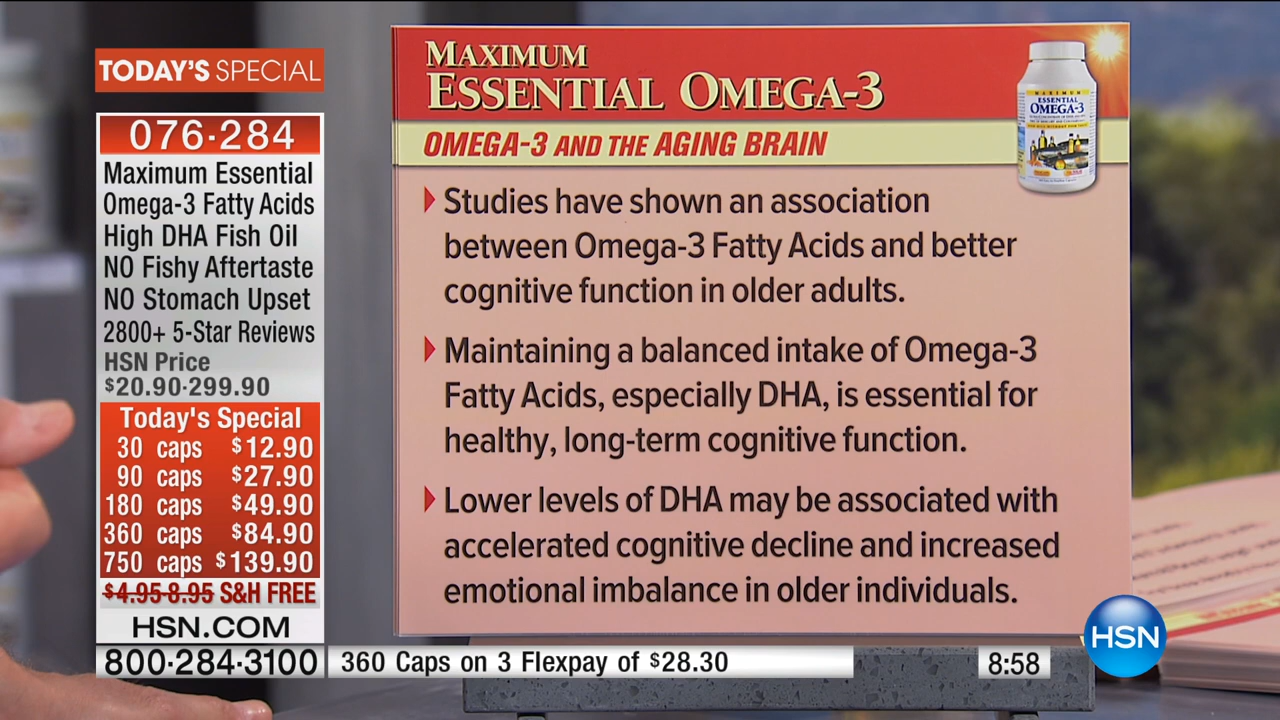 TODAY'S SPECIAL
076·284
Maximum Essential
Omega-3 Fatty Acids
High DHA Fish Oil
NO Fishy Aftertaste
NO Stomach Upset
2800+ 5-Star Reviews
HSN Price
$20.90-299.90
Today's Special
30 caps $12.90
90 caps $27.90
180 caps $49.90
360 caps $84.90
750 caps $139.90
$4.95-8.95 S&H FREE
HSN.COM
800·284·3100
360 Caps on 3 Flexpay of $28.30
8:58
HSN
MAXIMUM
ESSENTIAL OMEGA-3
OMEGA-3 AND THE AGING BRAIN
Studies have shown an association
between Omega-3 Fatty Acids and better
cognitive function in older adults.
Maintaining a balanced intake of Omega-3
Fatty Acids, especially DHA, is essential for
healthy, long-term cognitive function.
Lower levels of DHA may be associated with
accelerated cognitive decline and increased
emotional imbalance in older individuals.
MAXIMUM
ESSENTIAL
OMEGA-3